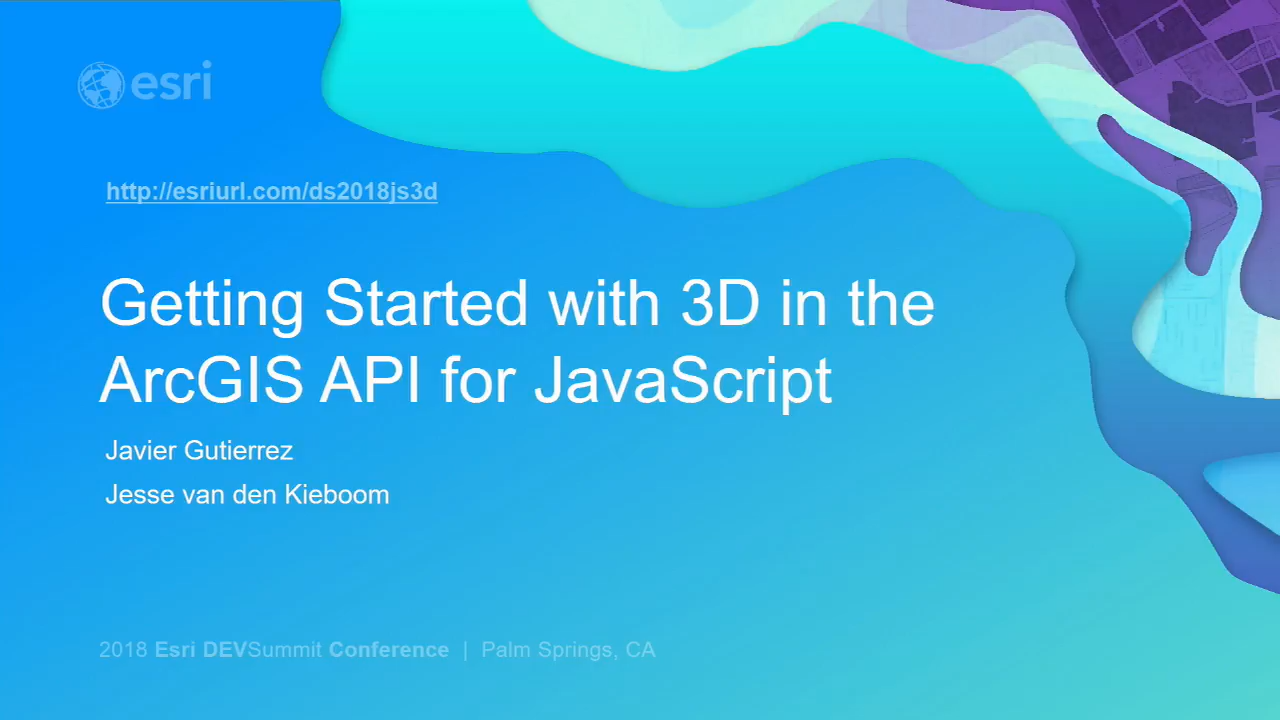 esri
http://esriurl.com/ds2018js3d
Getting Started with 3D in the
ArcGIS API for JavaScript
Javier Gutierrez
Jesse van den Kieboom
2018 Esri DEVSummit Conference | Palm Springs, CA